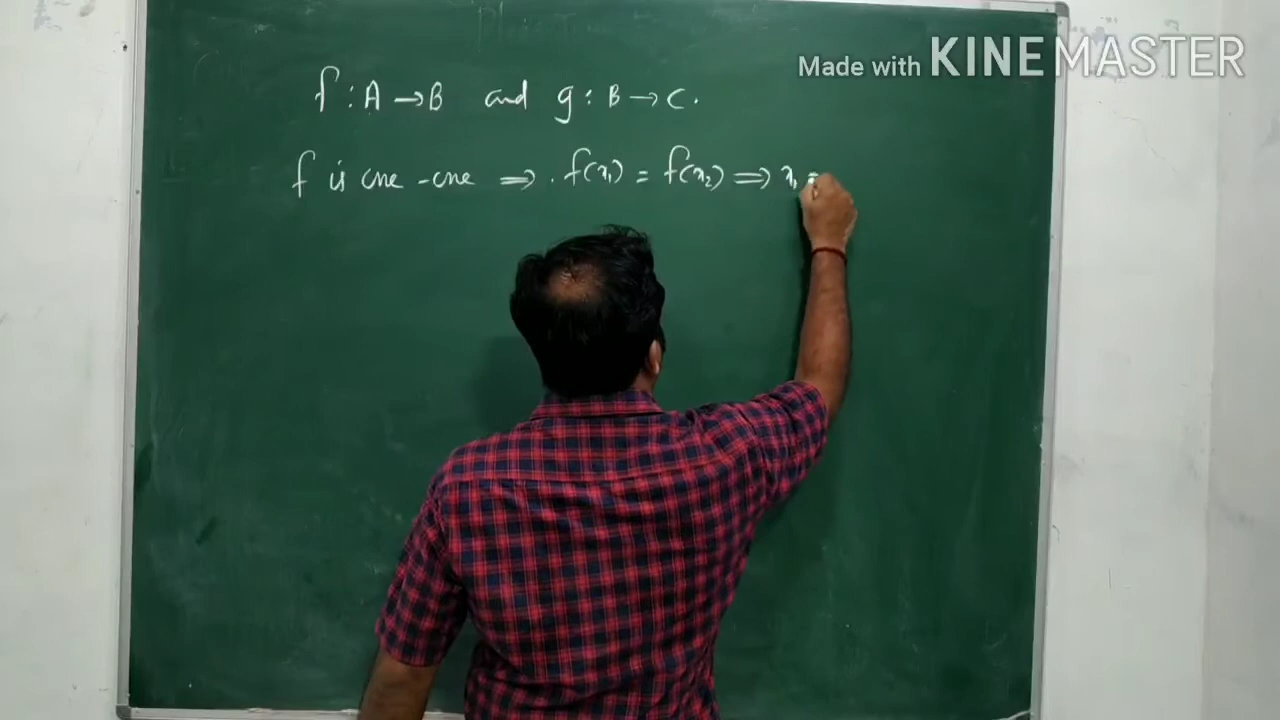 Made with KINEMASTER
f : A → B and g : B → C.
f is one-one ⇒ . f(x₁) = f(x₂) ⇒ x₁ =